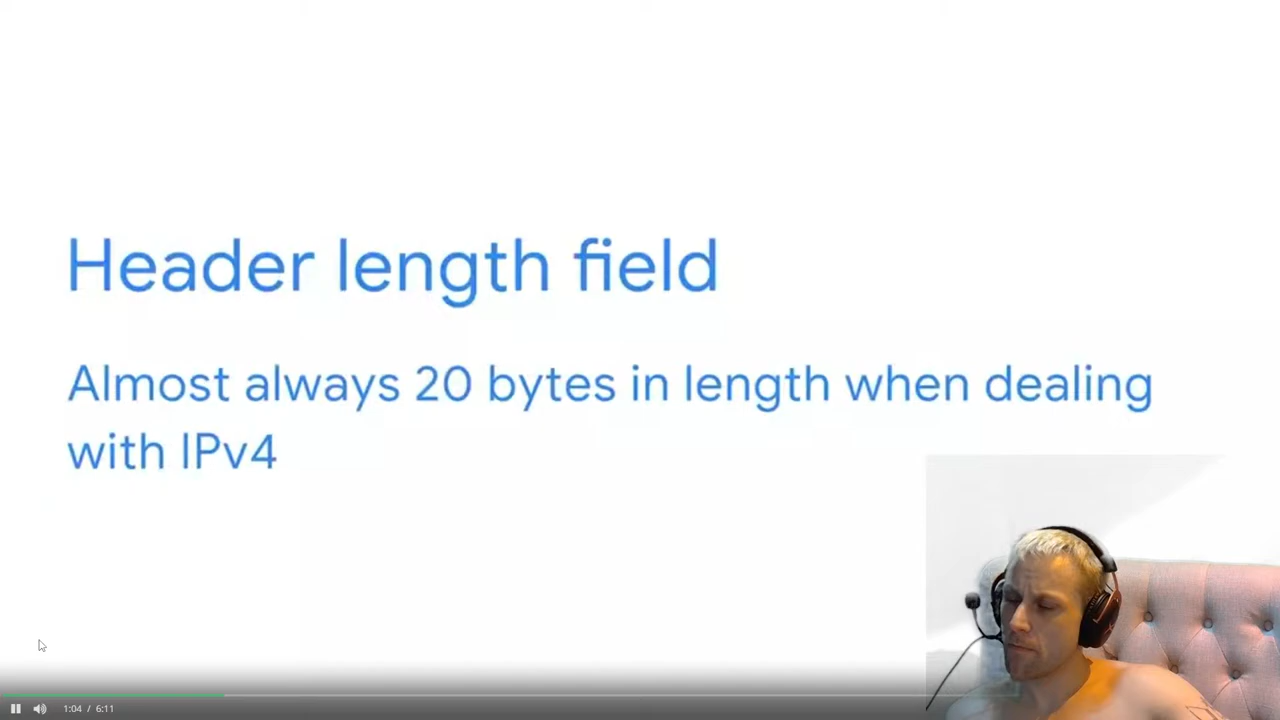 Header length field
Almost always 20 bytes in length when dealing
with IPv4
1:04 / 6:11